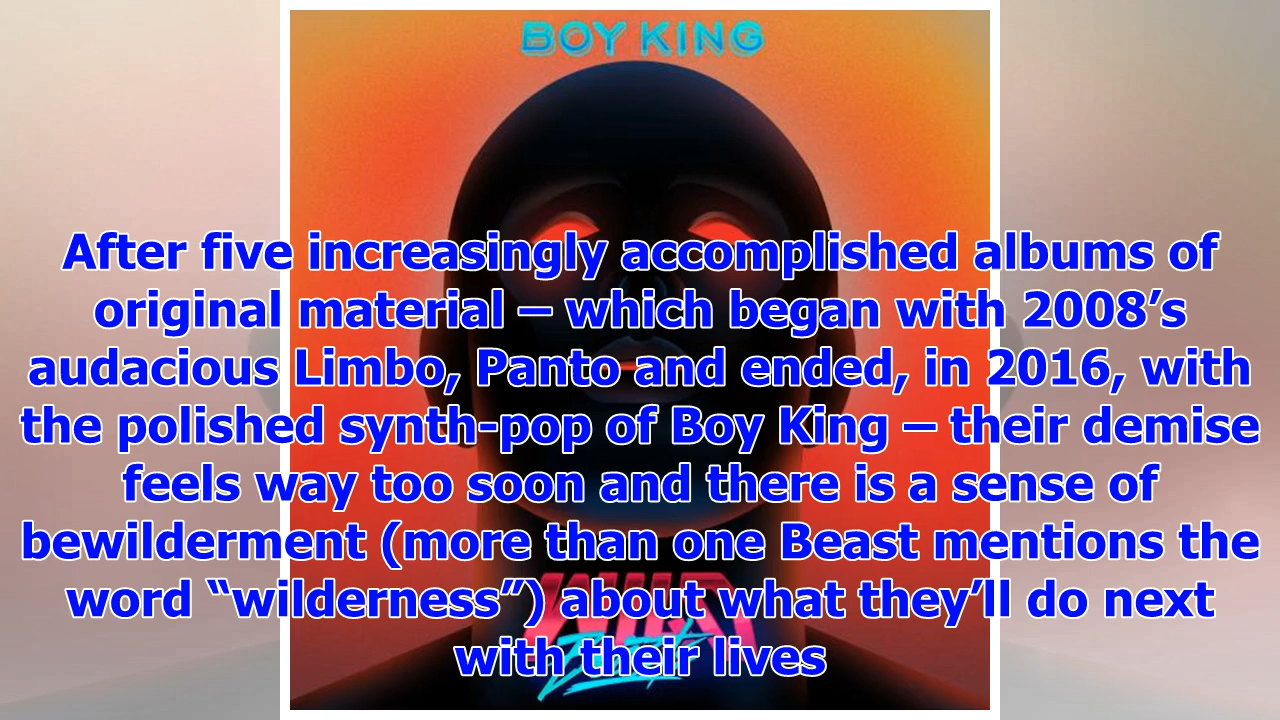 BOY KING
After five increasingly accomplished albums of
original material – which began with 2008’s
audacious Limbo, Panto and ended, in 2016, with
the polished synth-pop of Boy King – their demise
feels way too soon and there is a sense of
bewilderment (more than one Beast mentions the
word “wilderness”) about what they’ll do next
WILD
with their lives